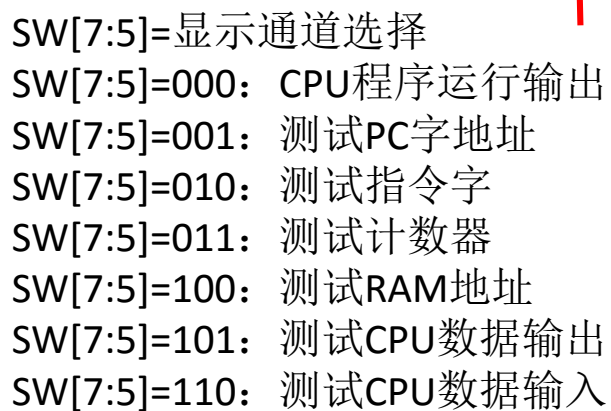 SW[7:5]=显示通道选择
SW[7:5]=000：CPU程序运行输出
SW[7:5]=001：测试PC字地址
SW[7:5]=010：测试指令字
SW[7:5]=011：测试计数器
SW[7:5]=100：测试RAM地址
SW[7:5]=101：测试CPU数据输出
SW[7:5]=110：测试CPU数据输入